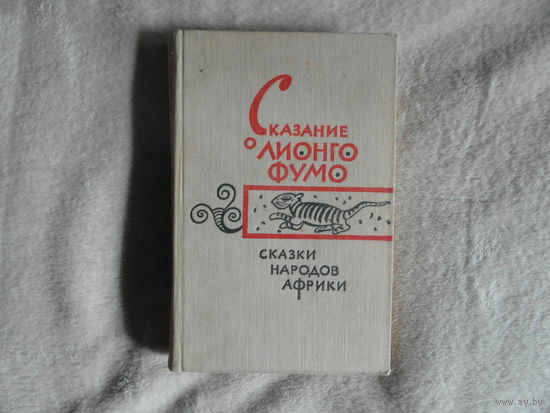 Сказание
о Лионго
Фумо
сказки
народов
Африки
www.ay.by